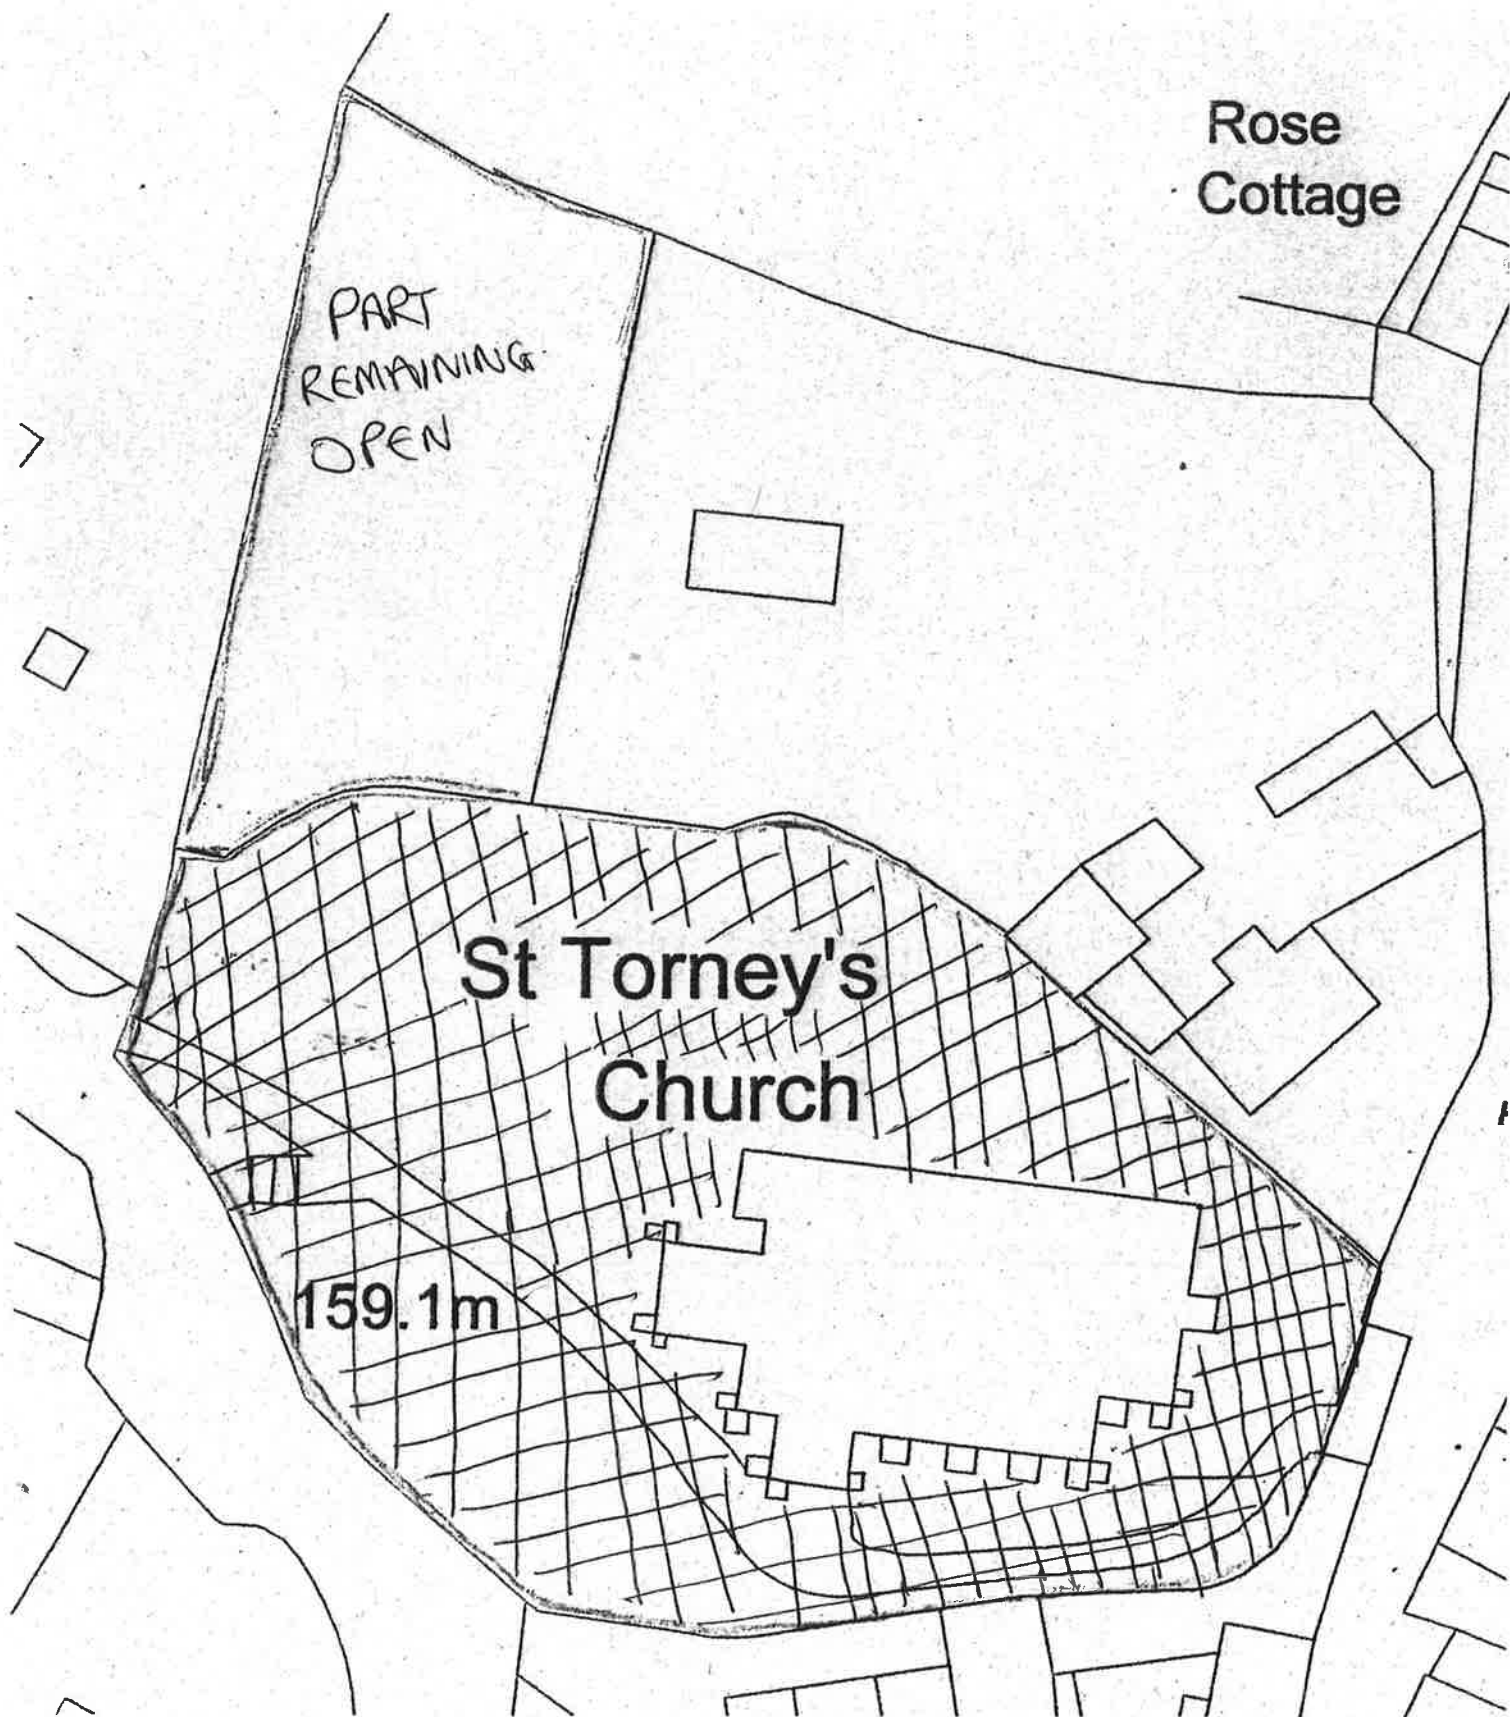 Rose
Cottage
PART
REMAINING
OPEN
St Torney's
Church
159.1m